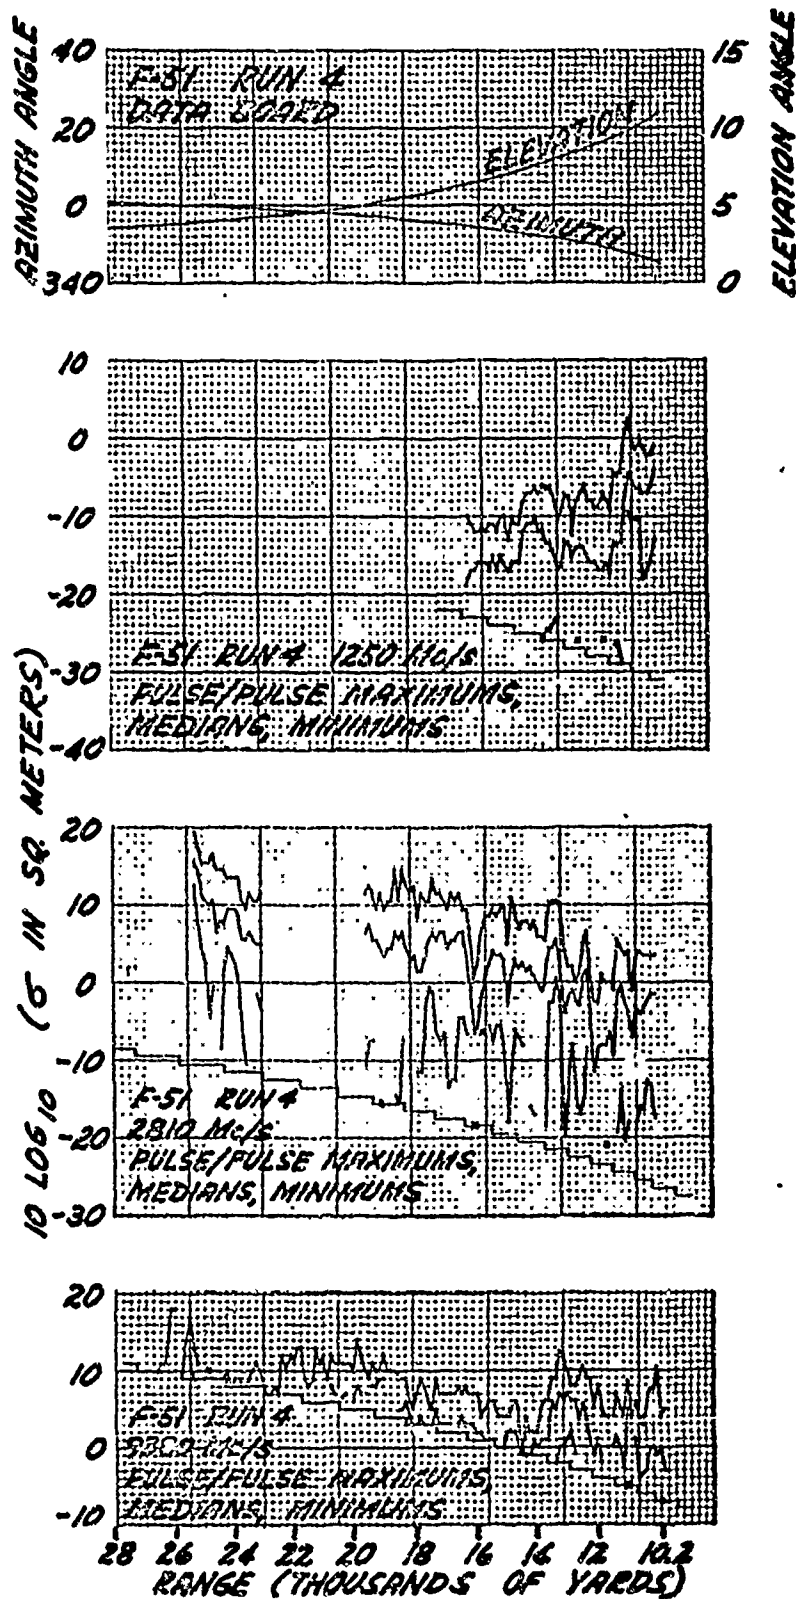 AZIMUTH ANGLE
40
20
0
340
F-51 RUN 4
DATA BOARD
ELEVATION
AZIMUTH
15
10
5
0
ELEVATION ANGLE
10 LOG10 (σ IN SQ. METERS)
10
0
-10
-20
-30
-40
F-51 RUN 4 1250 Mc/s
PULSE/PULSE MAXIMUMS,
MEDIANS, MINIMUMS
20
10
0
-10
-20
-30
F-51 RUN 4
2810 Mc/s
PULSE/PULSE MAXIMUMS,
MEDIANS, MINIMUMS
20
10
0
-10
F-51 RUN 4
Mc/s
PULSE/PULSE MAXIMUMS,
MEDIANS, MINIMUMS
28 26 24 22 20 18 16 14 12 10.2
RANGE (THOUSANDS OF YARDS)